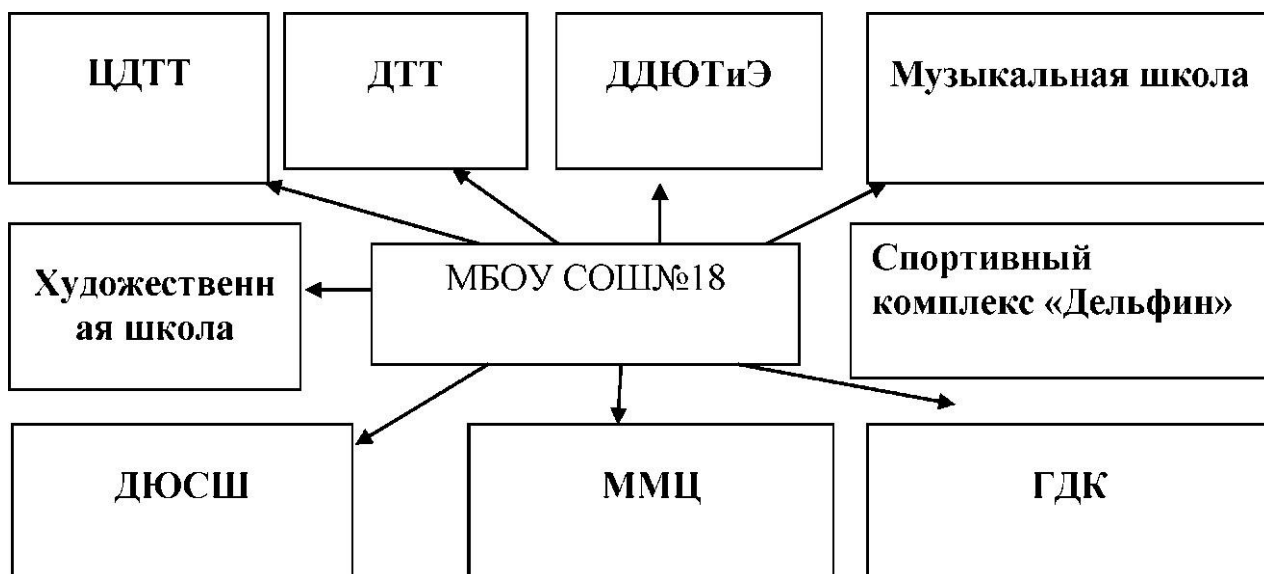 ЦДТТ
ДТТ
ДДЮТиЭ
Музыкальная школа
Художественн
ая школа
МБОУ СОШ№18
Спортивный
комплекс «Дельфин»
ДЮСШ
ММЦ
ГДК